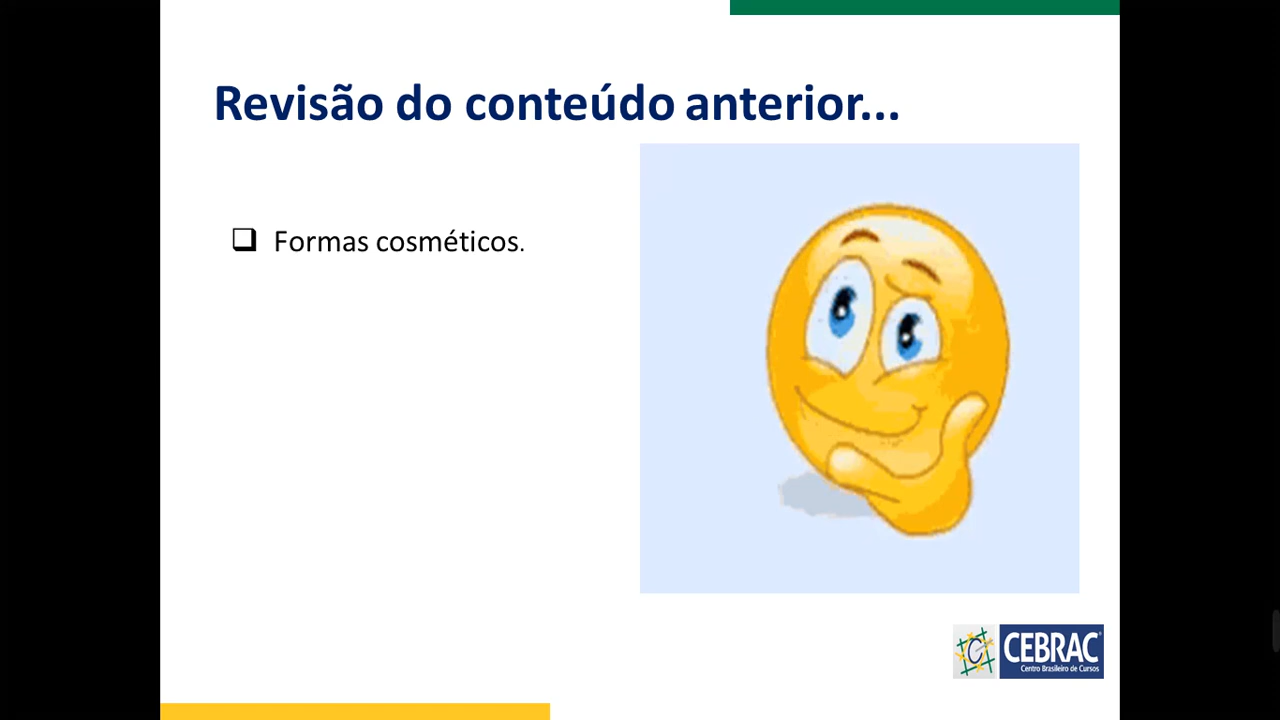 Revisão do conteúdo anterior...
❑ Formas cosméticos.
CEBRAC
Centro Brasileiro de Cursos